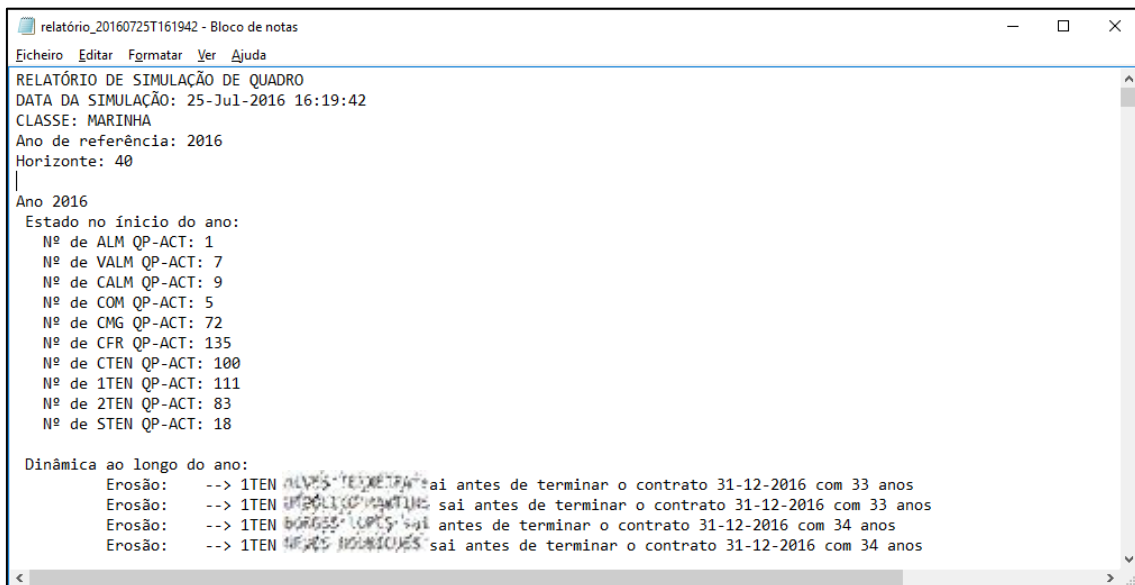 relatório_20160725T161942 - Bloco de notas
Ficheiro Editar Formatar Ver Ajuda
RELATÓRIO DE SIMULAÇÃO DE QUADRO
DATA DA SIMULAÇÃO: 25-Jul-2016 16:19:42
CLASSE: MARINHA
Ano de referência: 2016
Horizonte: 40
Ano 2016
Estado no ínicio do ano:
Nº de ALM QP-ACT: 1
Nº de VALM QP-ACT: 7
Nº de CALM QP-ACT: 9
Nº de COM QP-ACT: 5
Nº de CMG QP-ACT: 72
Nº de CFR QP-ACT: 135
Nº de CTEN QP-ACT: 100
Nº de 1TEN QP-ACT: 111
Nº de 2TEN QP-ACT: 83
Nº de STEN QP-ACT: 18
Dinâmica ao longo do ano:
Erosão: --> 1TEN antes de terminar o contrato 31-12-2016 com 33 anos
Erosão: --> 1TEN sai antes de terminar o contrato 31-12-2016 com 33 anos
Erosão: --> 1TEN sai antes de terminar o contrato 31-12-2016 com 34 anos
Erosão: --> 1TEN sai antes de terminar o contrato 31-12-2016 com 34 anos